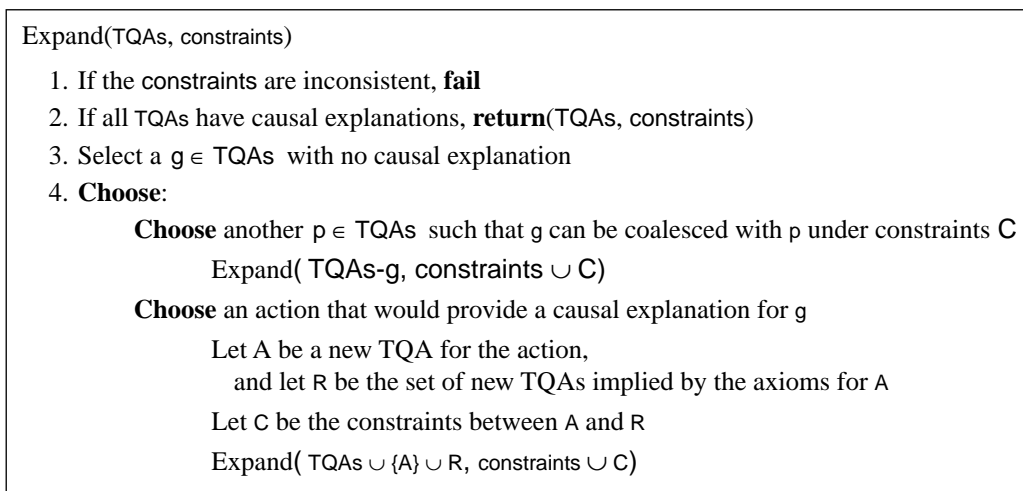 Expand(TQAs, constraints)
1. If the constraints are inconsistent, fail
2. If all TQAs have causal explanations, return(TQAs, constraints)
3. Select a g ∈ TQAs with no causal explanation
4. Choose:
Choose another p ∈ TQAs such that g can be coalesced with p under constraints C
Expand( TQAs-g, constraints ∪ C)
Choose an action that would provide a causal explanation for g
Let A be a new TQA for the action,
and let R be the set of new TQAs implied by the axioms for A
Let C be the constraints between A and R
Expand( TQAs ∪ {A} ∪ R, constraints ∪ C)